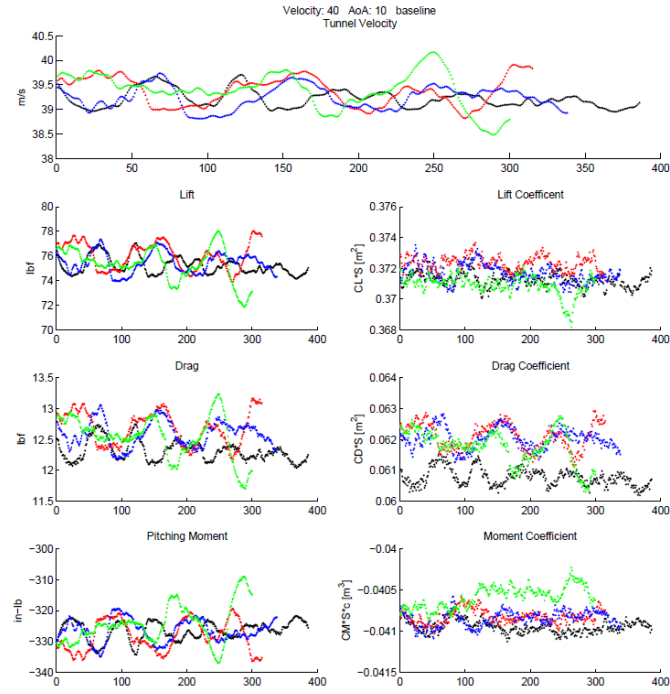 Velocity: 40 AoA: 10 baseline
Tunnel Velocity
40.5
40
39.5
39
38.5
38
m/s
0 50 100 150 200 250 300 350 400
Lift
80
78
76
74
72
70
lbf
0 100 200 300 400
Lift Coefficent
0.376
0.374
0.372
0.37
0.368
CL*S [m²]
0 100 200 300 400
Drag
13.5
13
12.5
12
11.5
lbf
0 100 200 300 400
Drag Coefficient
0.064
0.063
0.062
0.061
0.06
CD*S [m²]
0 100 200 300 400
Pitching Moment
−300
−310
−320
−330
−340
in−lb
0 100 200 300 400
Moment Coefficient
−0.04
−0.0405
−0.041
−0.0415
CM*S*c [m³]
0 100 200 300 400